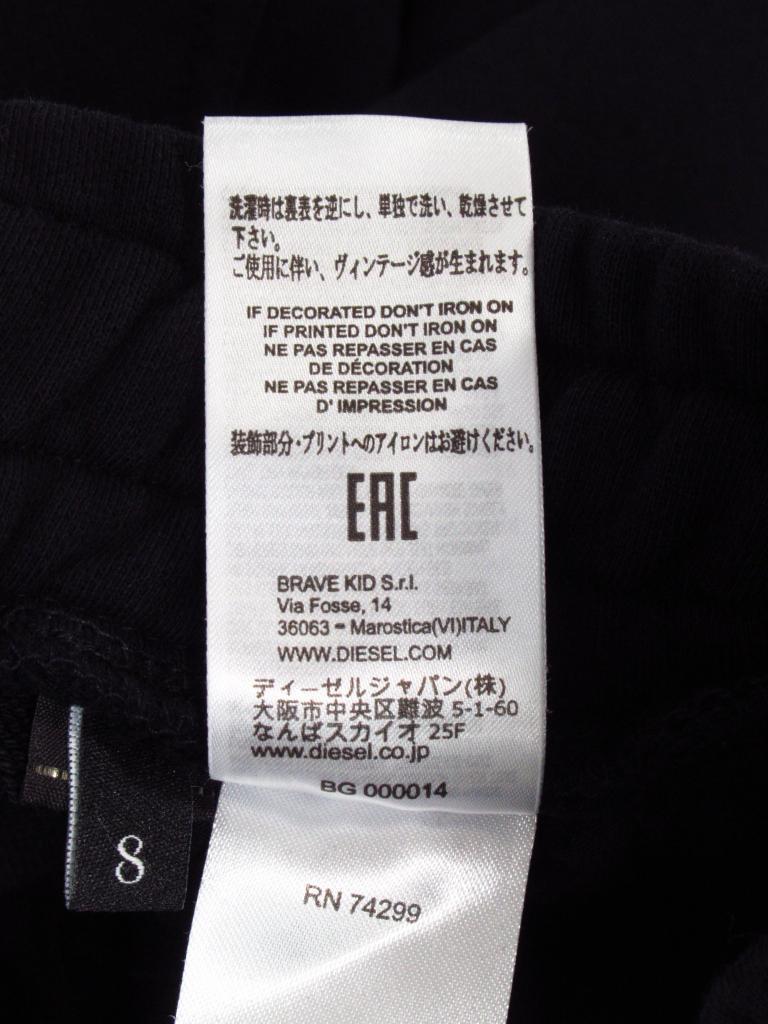 洗濯時は裏表を逆にし、単独で洗い、乾燥させて
下さい。
ご使用に伴い、ヴィンテージ感が生まれます。
IF DECORATED DON'T IRON ON
IF PRINTED DON'T IRON ON
NE PAS REPASSER EN CAS
DE DÉCORATION
NE PAS REPASSER EN CAS
D' IMPRESSION
装飾部分・プリントへのアイロンはお避けください。
EAC
BRAVE KID S.r.l.
Via Fosse, 14
36063 - Marostica(VI)ITALY
WWW.DIESEL.COM
ディーゼルジャパン(株)
大阪市中央区難波 5-1-60
なんばスカイオ 25F
www.diesel.co.jp
BG 000014
8
RN 74299